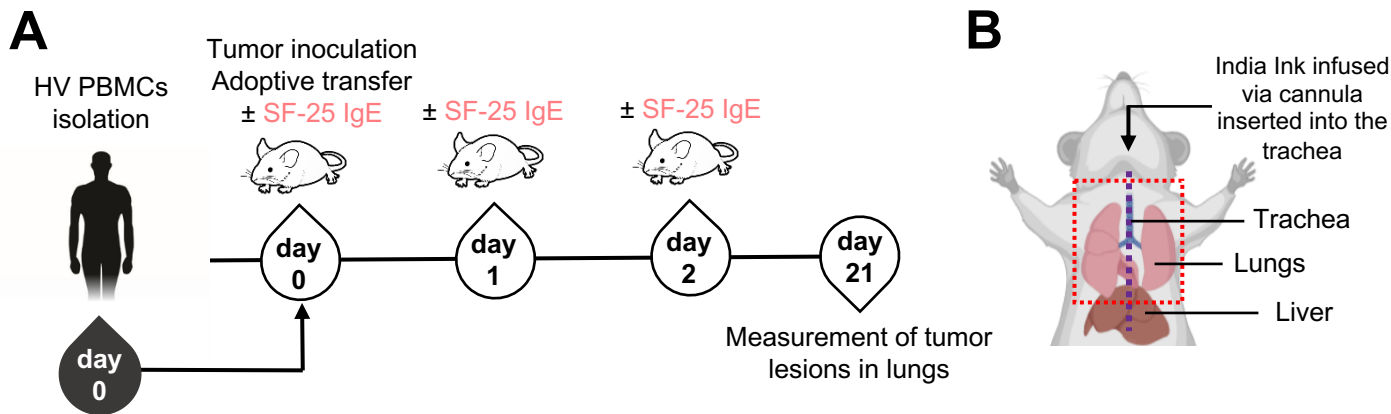 A
HV PBMCs
isolation
day
0
Tumor inoculation
Adoptive transfer
± SF-25 IgE
± SF-25 IgE
± SF-25 IgE
day
0
day
1
day
2
day
21
Measurement of tumor
lesions in lungs
B
India Ink infused
via cannula
inserted into the
trachea
Trachea
Lungs
Liver